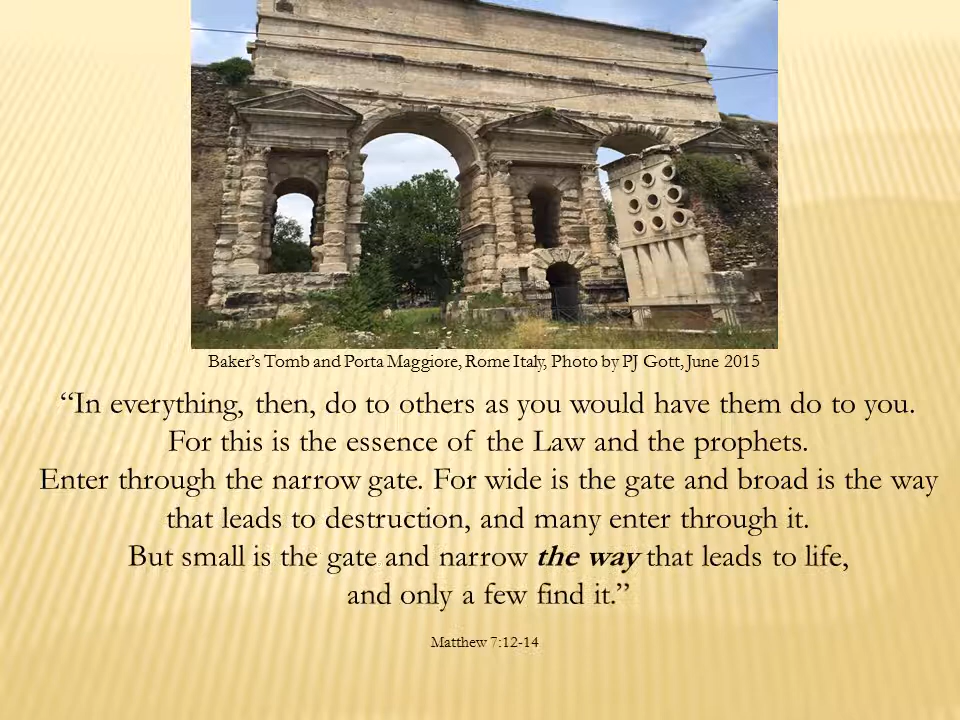 Baker’s Tomb and Porta Maggiore, Rome Italy, Photo by PJ Gott, June 2015
“In everything, then, do to others as you would have them do to you.
For this is the essence of the Law and the prophets.
Enter through the narrow gate. For wide is the gate and broad is the way
that leads to destruction, and many enter through it.
But small is the gate and narrow the way that leads to life,
and only a few find it.”
Matthew 7:12-14